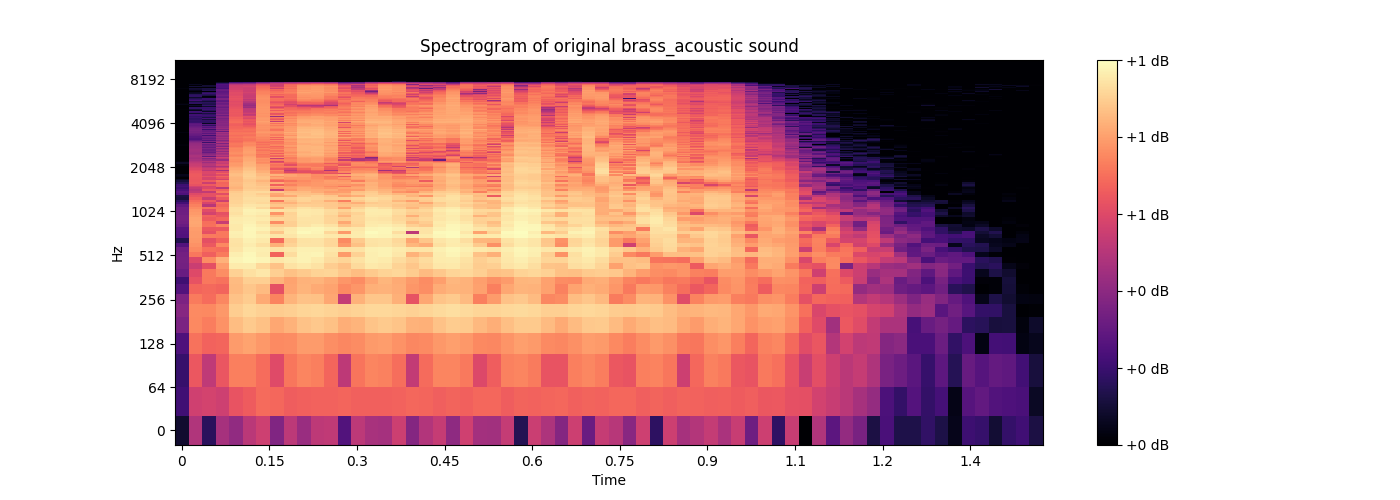 Spectrogram of original brass_acoustic sound
8192
4096
2048
1024
512
256
128
64
0
Hz
0 0.15 0.3 0.45 0.6 0.75 0.9 1.1 1.2 1.4
Time
+1 dB
+1 dB
+1 dB
+0 dB
+0 dB
+0 dB